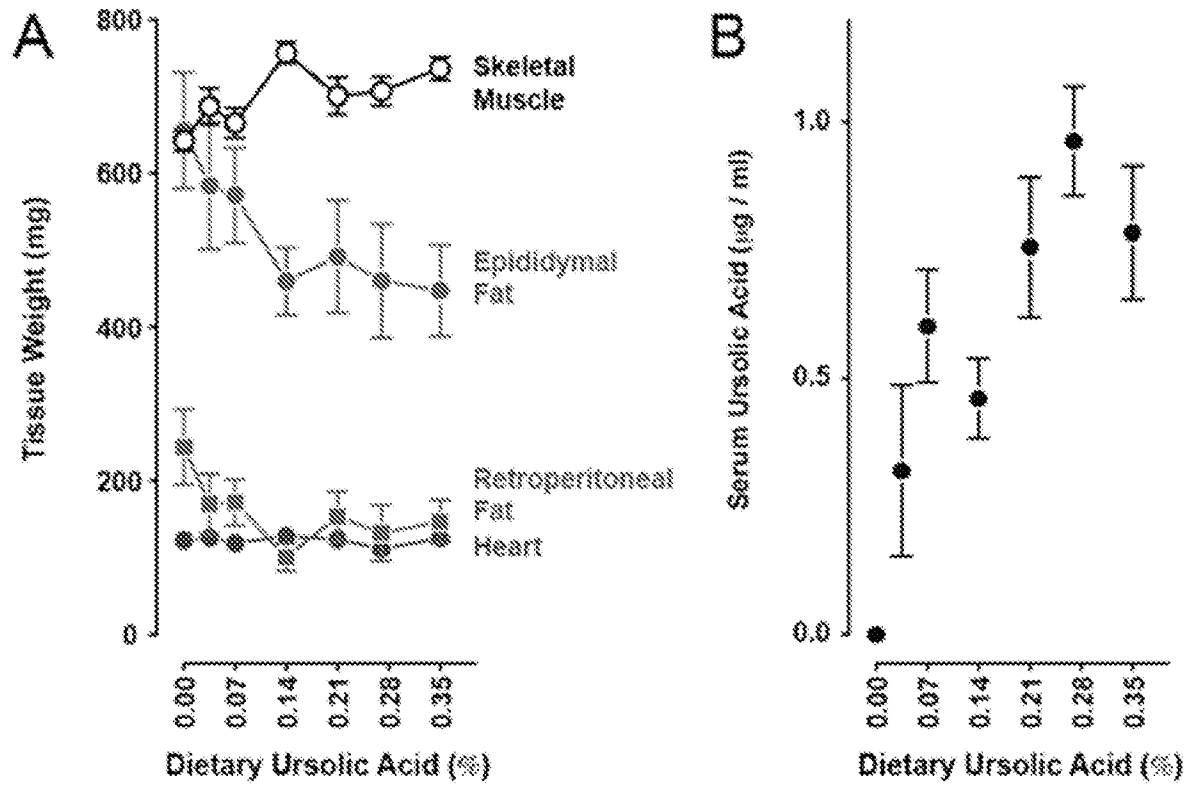 A
800
600
400
200
0
Tissue Weight (mg)
Skeletal
Muscle
Epididymal
Fat
Retroperitoneal
Fat
Heart
0.00
0.07
0.14
0.21
0.28
0.35
Dietary Ursolic Acid (%)
B
1.0
0.5
0.0
Serum Ursolic Acid (µg / ml)
0.00
0.07
0.14
0.21
0.28
0.35
Dietary Ursolic Acid (%)